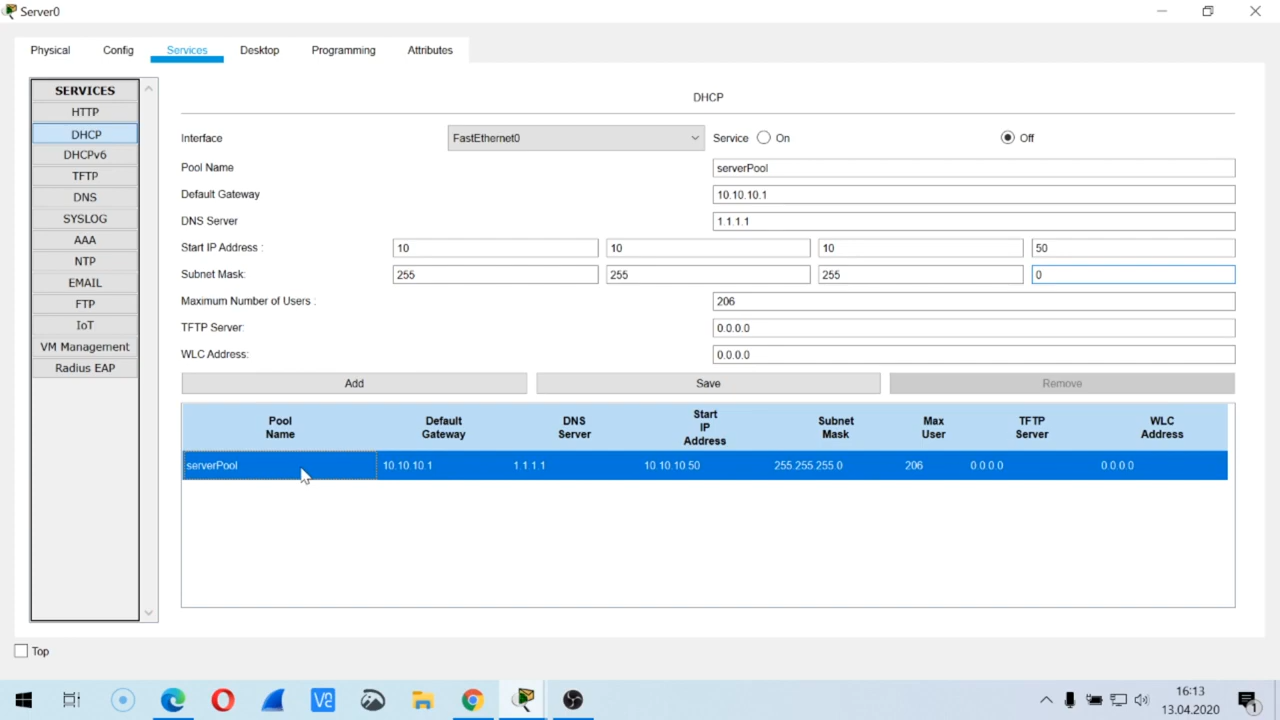 Server0
Physical Config Services Desktop Programming Attributes
SERVICES
HTTP
DHCP
DHCPv6
TFTP
DNS
SYSLOG
AAA
NTP
EMAIL
FTP
IoT
VM Management
Radius EAP
DHCP
Interface FastEthernet0 Service On Off
Pool Name serverPool
Default Gateway 10.10.10.1
DNS Server 1.1.1.1
Start IP Address : 10 10 10 50
Subnet Mask: 255 255 255 0
Maximum Number of Users : 206
TFTP Server: 0.0.0.0
WLC Address: 0.0.0.0
Add Save Remove
Pool Name Default Gateway DNS Server Start IP Address Subnet Mask Max User TFTP Server WLC Address
serverPool 10.10.10.1 1.1.1.1 10.10.10.50 255.255.255.0 206 0.0.0.0 0.0.0.0
Top
16:13
13.04.2020
1